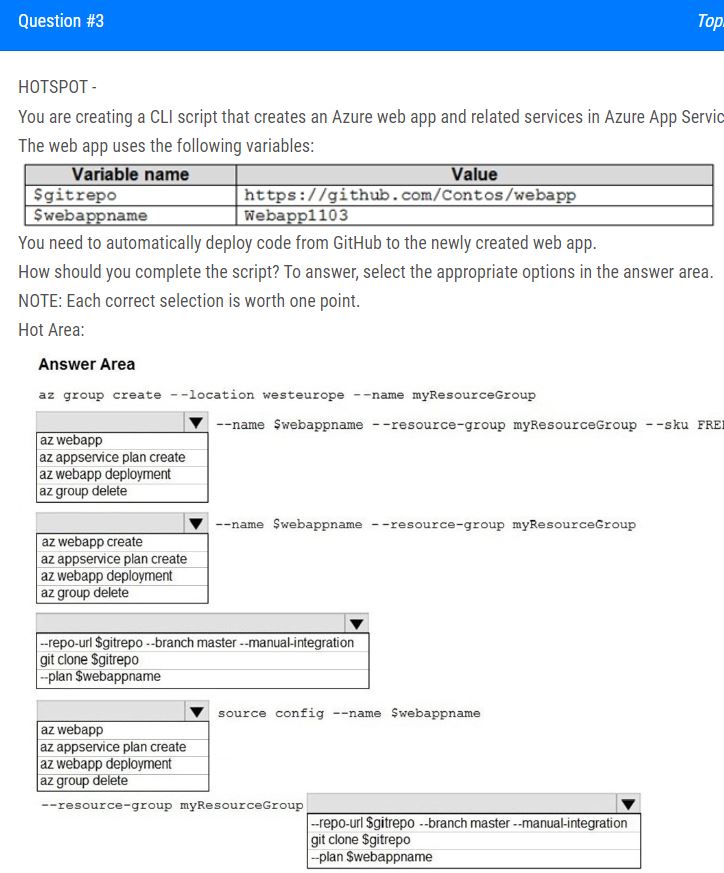 Question #3
HOTSPOT -
You are creating a CLI script that creates an Azure web app and related services in Azure App Servic
The web app uses the following variables:
Variable name Value
$gitrepo https://github.com/Contos/webapp
$webappname Webapp1103
You need to automatically deploy code from GitHub to the newly created web app.
How should you complete the script? To answer, select the appropriate options in the answer area.
NOTE: Each correct selection is worth one point.
Hot Area:
Answer Area
az group create --location westeurope --name myResourceGroup
--name $webappname --resource-group myResourceGroup --sku FREE
az webapp
az appservice plan create
az webapp deployment
az group delete
--name $webappname --resource-group myResourceGroup
az webapp create
az appservice plan create
az webapp deployment
az group delete
--repo-url $gitrepo --branch master --manual-integration
git clone $gitrepo
--plan $webappname
source config --name $webappname
az webapp
az appservice plan create
az webapp deployment
az group delete
--resource-group myResourceGroup
--repo-url $gitrepo --branch master --manual-integration
git clone $gitrepo
--plan $webappname